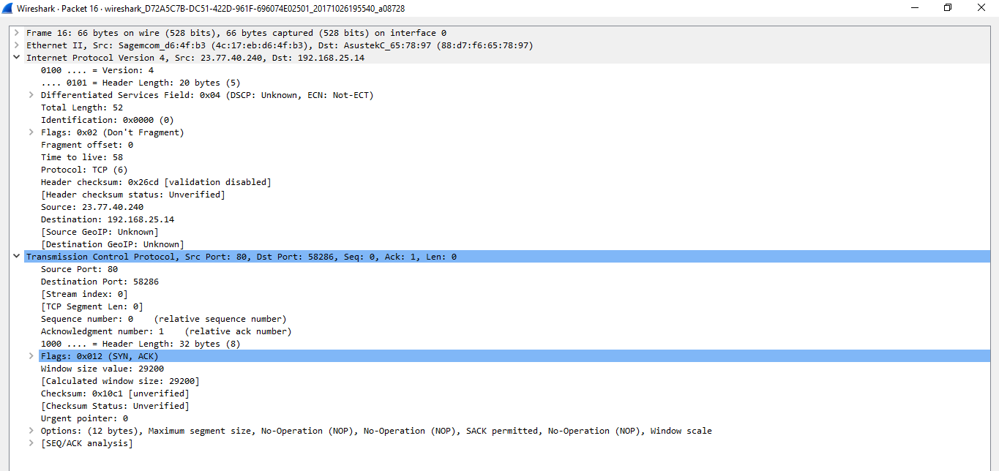 Wireshark · Packet 16 · wireshark_D72A5C7B-DC51-422D-961F-696074E02501_20171026195540_a08728
Frame 16: 66 bytes on wire (528 bits), 66 bytes captured (528 bits) on interface 0
Ethernet II, Src: Sagemcom_d6:4f:b3 (4c:17:eb:d6:4f:b3), Dst: AsustekC_65:78:97 (88:d7:f6:65:78:97)
Internet Protocol Version 4, Src: 23.77.40.240, Dst: 192.168.25.14
0100 .... = Version: 4
.... 0101 = Header Length: 20 bytes (5)
Differentiated Services Field: 0x04 (DSCP: Unknown, ECN: Not-ECT)
Total Length: 52
Identification: 0x0000 (0)
Flags: 0x02 (Don't Fragment)
Fragment offset: 0
Time to live: 58
Protocol: TCP (6)
Header checksum: 0x26cd [validation disabled]
[Header checksum status: Unverified]
Source: 23.77.40.240
Destination: 192.168.25.14
[Source GeoIP: Unknown]
[Destination GeoIP: Unknown]
Transmission Control Protocol, Src Port: 80, Dst Port: 58286, Seq: 0, Ack: 1, Len: 0
Source Port: 80
Destination Port: 58286
[Stream index: 0]
[TCP Segment Len: 0]
Sequence number: 0    (relative sequence number)
Acknowledgment number: 1    (relative ack number)
1000 .... = Header Length: 32 bytes (8)
Flags: 0x012 (SYN, ACK)
Window size value: 29200
[Calculated window size: 29200]
Checksum: 0x10c1 [unverified]
[Checksum Status: Unverified]
Urgent pointer: 0
Options: (12 bytes), Maximum segment size, No-Operation (NOP), No-Operation (NOP), SACK permitted, No-Operation (NOP), Window scale
[SEQ/ACK analysis]